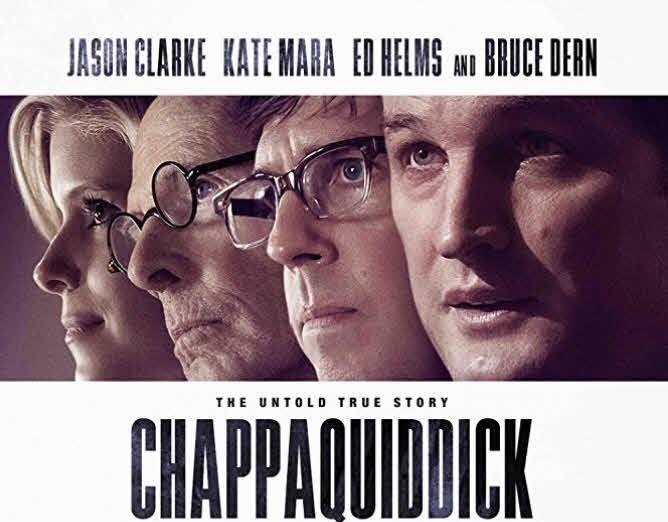 JASON CLARKE KATE MARA ED HELMS AND BRUCE DERN
THE UNTOLD TRUE STORY
CHAPPAQUIDDICK